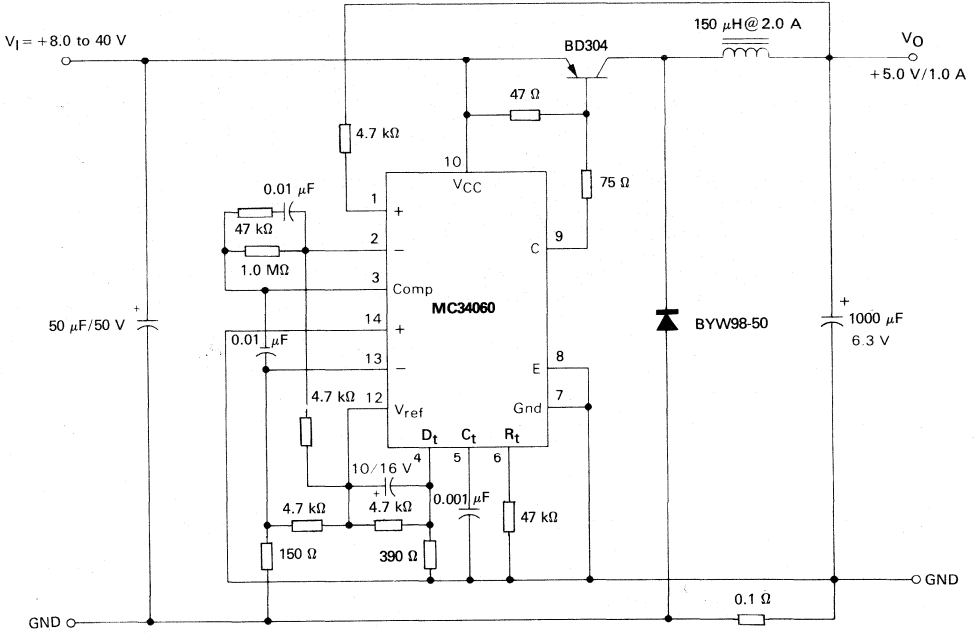 150 µH@2.0 A
V_I = +8.0 to 40 V
BD304
V_O
+5.0 V/1.0 A
47 Ω
4.7 kΩ
10
V_CC
75 Ω
0.01 µF
1
+
47 kΩ
2
−
9
C
1.0 MΩ
3
Comp
MC34060
+
50 µF/50 V
14
+
BYW98-50
+
1000 µF
6.3 V
0.01 µF
13
−
8
E
4.7 kΩ
12
V_ref
7
Gnd
D_t
C_t
R_t
4
5
6
10/16 V
+
0.001 µF
4.7 kΩ
4.7 kΩ
47 kΩ
150 Ω
390 Ω
GND
0.1 Ω
GND